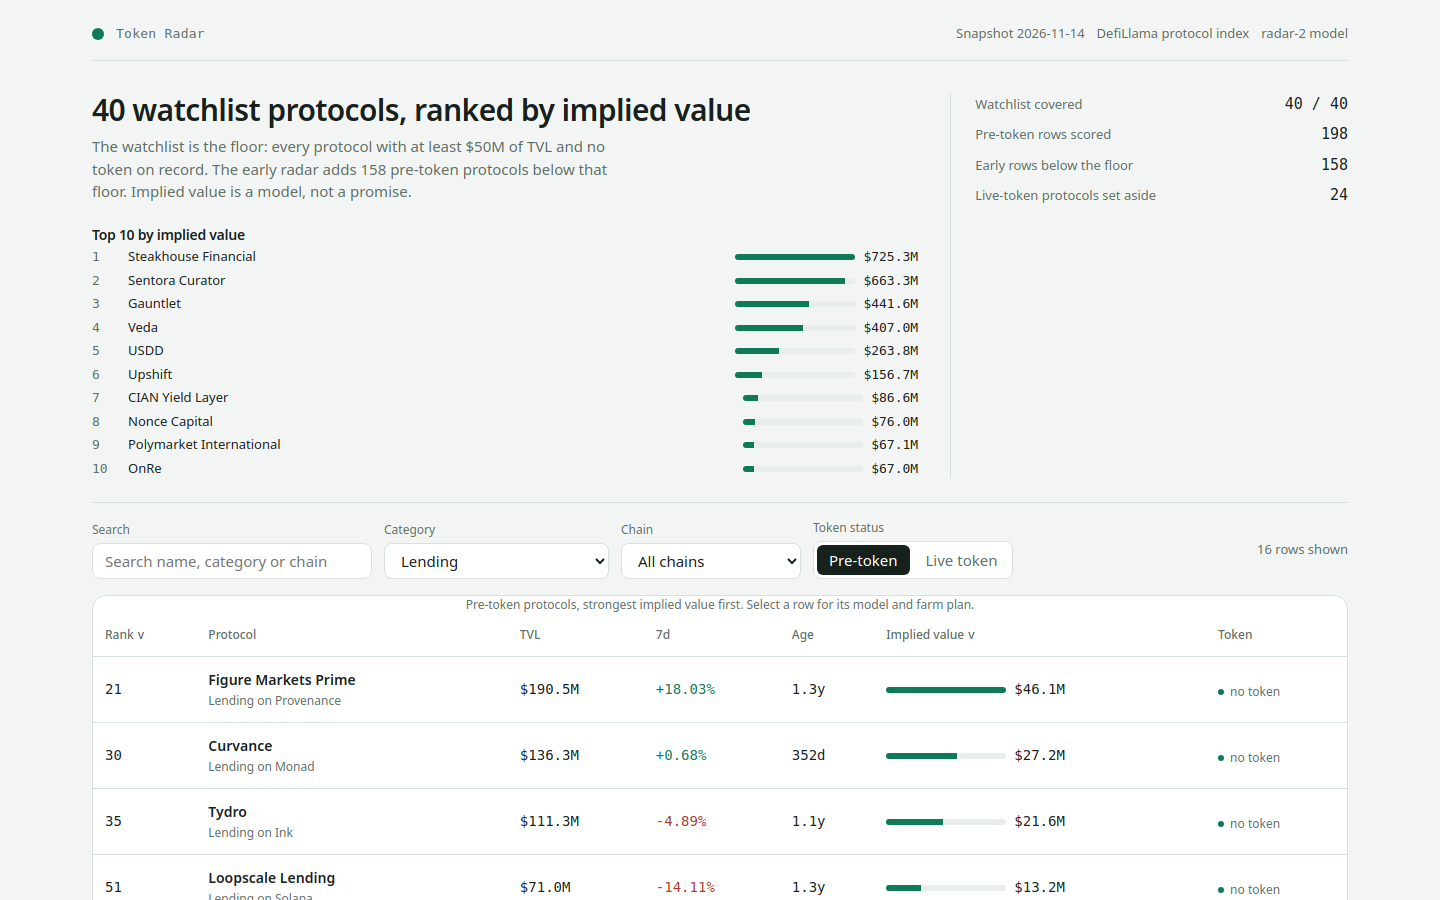 Token Radar
Snapshot 2026-11-14 DefiLlama protocol index radar-2 model
40 watchlist protocols, ranked by implied value
The watchlist is the floor: every protocol with at least $50M of TVL and no
token on record. The early radar adds 158 pre-token protocols below that
floor. Implied value is a model, not a promise.
Watchlist covered 40 / 40
Pre-token rows scored 198
Early rows below the floor 158
Live-token protocols set aside 24
Top 10 by implied value
1 Steakhouse Financial $725.3M
2 Sentora Curator $663.3M
3 Gauntlet $441.6M
4 Veda $407.0M
5 USDD $263.8M
6 Upshift $156.7M
7 CIAN Yield Layer $86.6M
8 Nonce Capital $76.0M
9 Polymarket International $67.1M
10 OnRe $67.0M
Search Category Chain Token status
Search name, category or chain Lending All chains Pre-token Live token
16 rows shown
Pre-token protocols, strongest implied value first. Select a row for its model and farm plan.
Rank v Protocol TVL 7d Age Implied value v Token
21 Figure Markets Prime $190.5M +18.03% 1.3y $46.1M no token
Lending on Provenance
30 Curvance $136.3M +0.68% 352d $27.2M no token
Lending on Monad
35 Tydro $111.3M -4.89% 1.1y $21.6M no token
Lending on Ink
51 Loopscale Lending $71.0M -14.11% 1.3y $13.2M no token
Lending on Solana